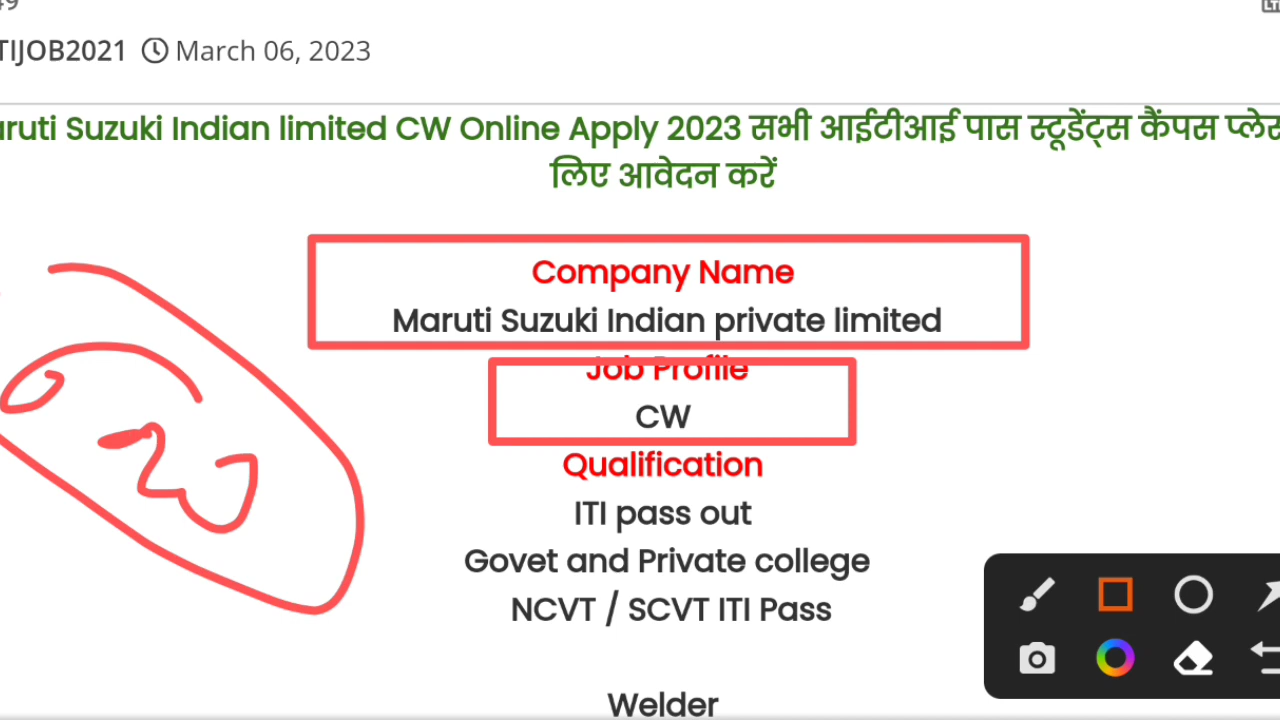 TIJOB2021 March 06, 2023
Suzuki Indian limited CW Online Apply 2023 सभी आईटीआई पास स्टूडेंट्स कैंपस
लिए आवेदन करें
Company Name
Maruti Suzuki Indian private limited
Job Profile
CW
Qualification
ITI pass out
Govet and Private college
NCVT / SCVT ITI Pass
Welder